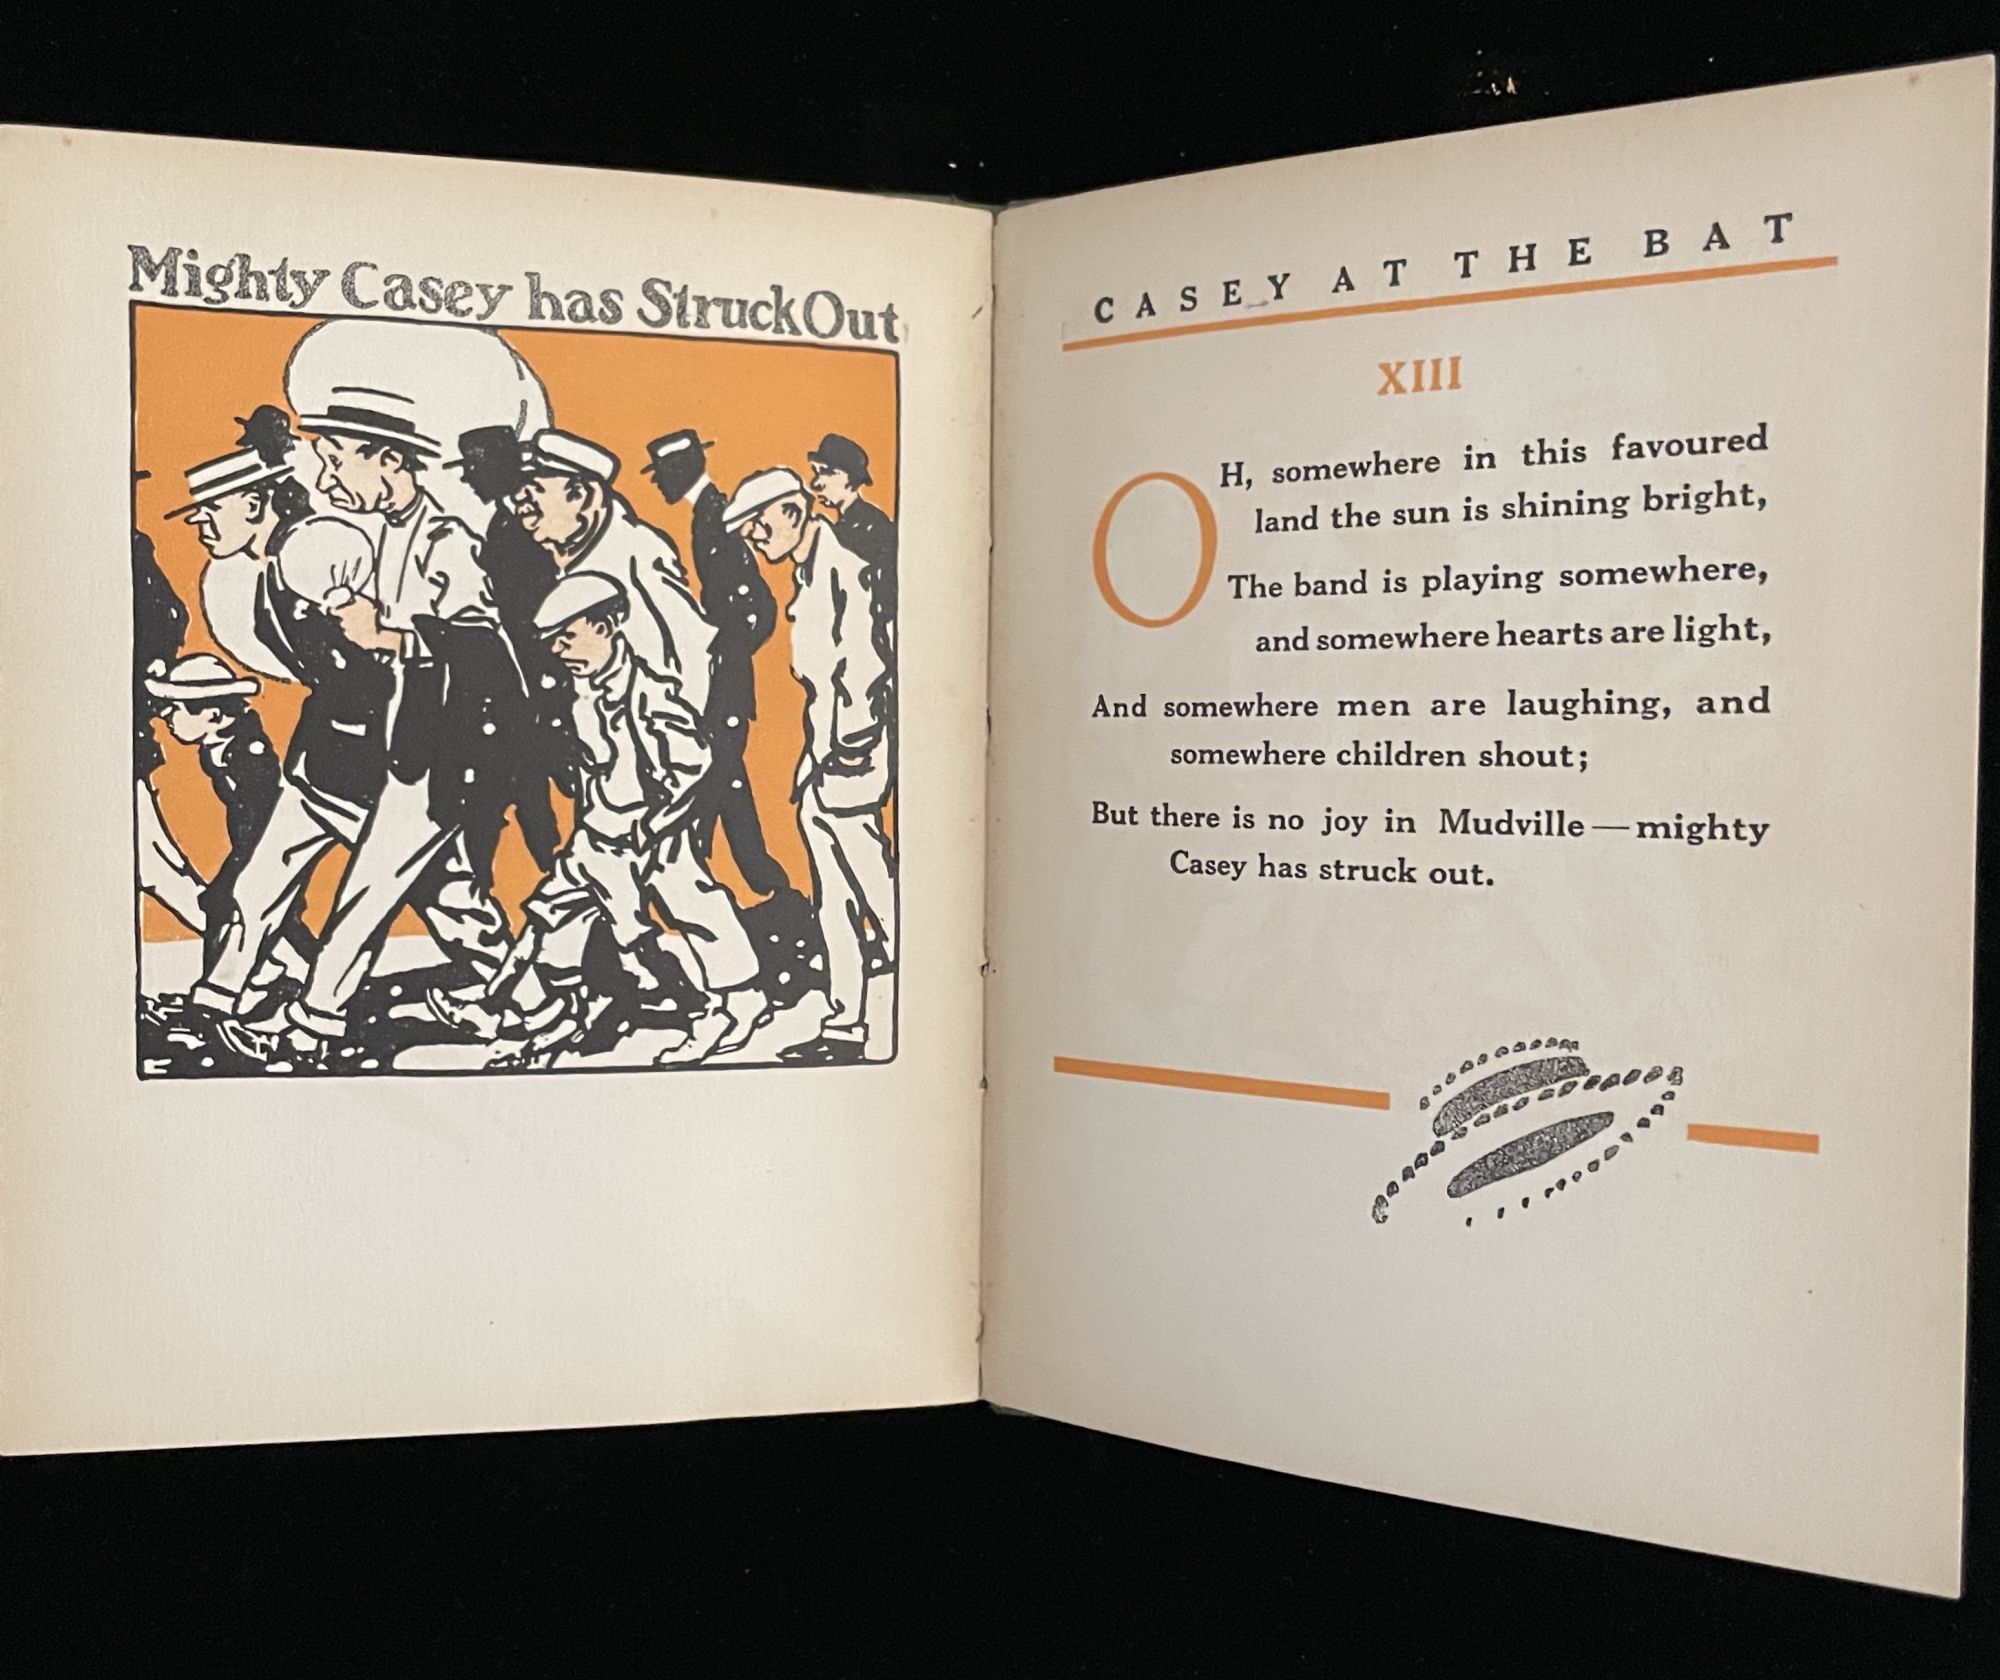 Mighty Casey has Struck Out
CASEY AT THE BAT
XIII
OH, somewhere in this favoured
land the sun is shining bright,
The band is playing somewhere,
and somewhere hearts are light,
And somewhere men are laughing, and
somewhere children shout;
But there is no joy in Mudville—mighty
Casey has struck out.